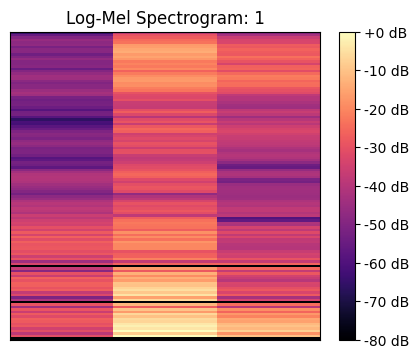 Log-Mel Spectrogram: 1
+0 dB
-10 dB
-20 dB
-30 dB
-40 dB
-50 dB
-60 dB
-70 dB
-80 dB